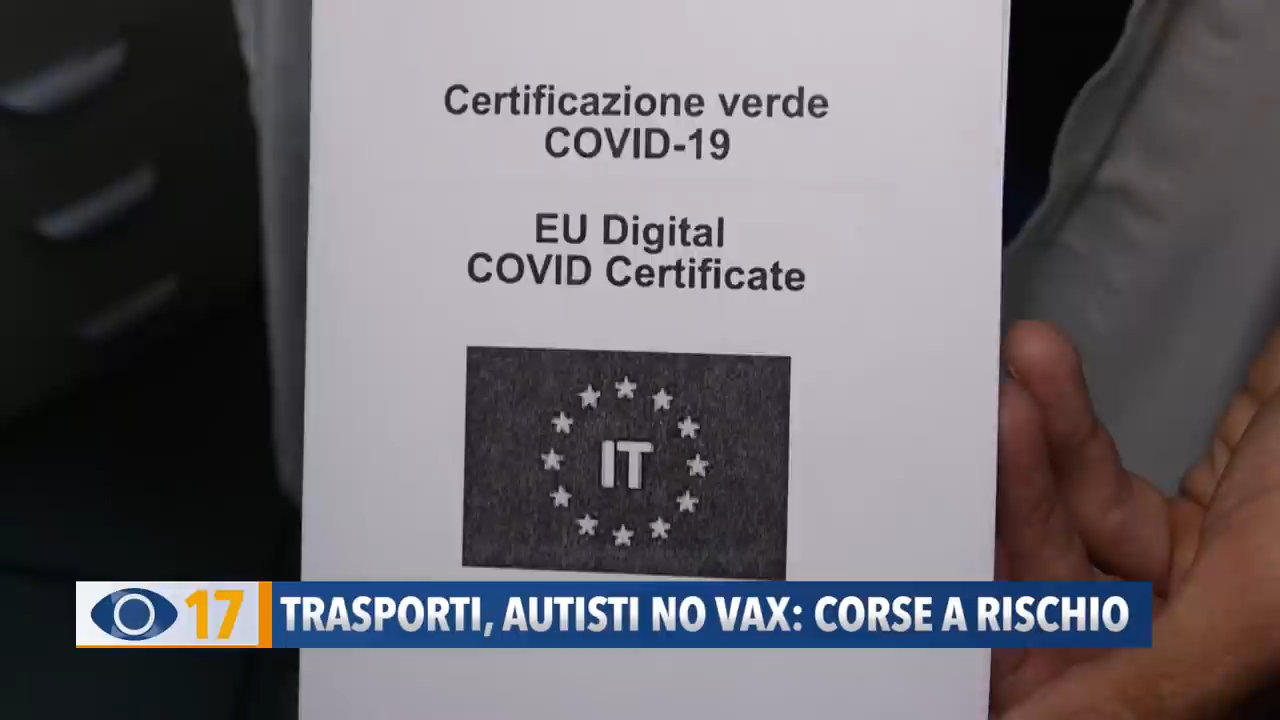 Certificazione verde
COVID-19
EU Digital
COVID Certificate
IT
17 TRASPORTI, AUTISTI NO VAX: CORSE A RISCHIO